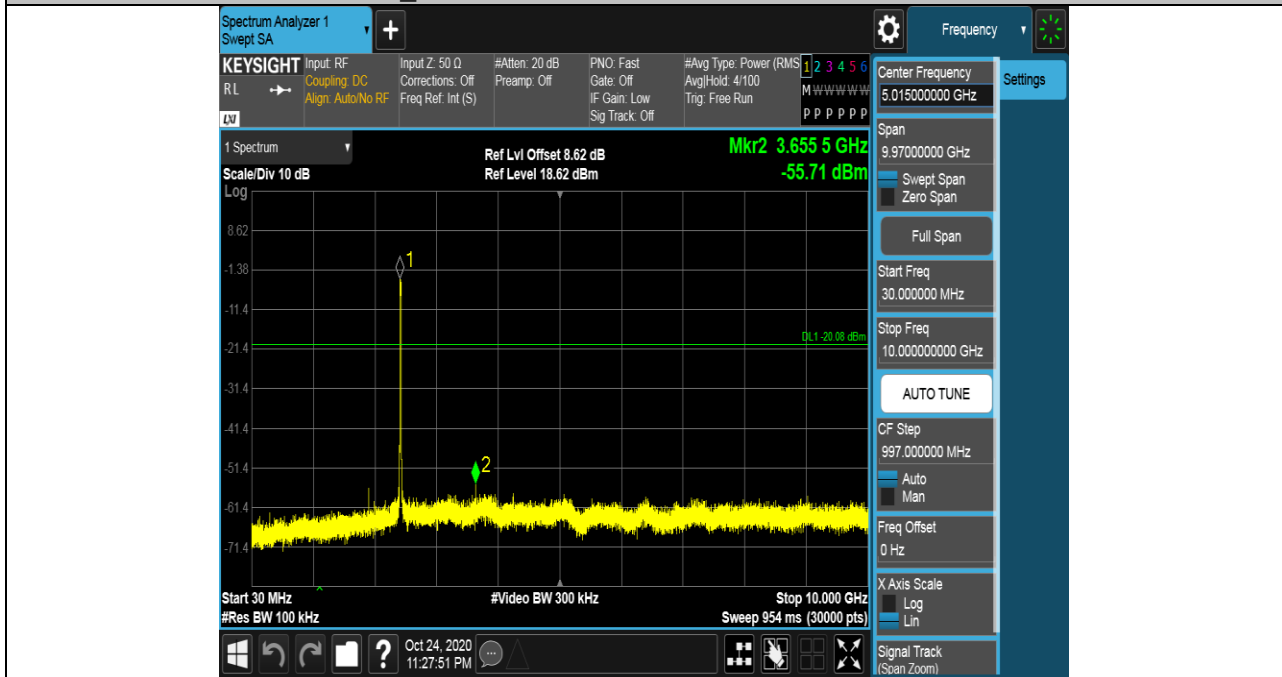 Spectrum Analyzer 1
Swept SA
+
Frequency
KEYSIGHT
RL
LXI
Input: RF
Coupling: DC
Align: Auto/No RF
Input Z: 50 Ω
Corrections: Off
Freq Ref: Int (S)
#Atten: 20 dB
Preamp: Off
PNO: Fast
Gate: Off
IF Gain: Low
Sig Track: Off
#Avg Type: Power (RMS
Avg|Hold: 4/100
Trig: Free Run
1 2 3 4 5 6
M W W W W W
P P P P P P
1 Spectrum
Scale/Div 10 dB
Log
Ref Lvl Offset 8.62 dB
Ref Level 18.62 dBm
Mkr2 3.655 5 GHz
-55.71 dBm
8.62
-1.38
-11.4
-21.4
-31.4
-41.4
-51.4
-61.4
-71.4
1
DL1 -20.08 dBm
2
Start 30 MHz
#Res BW 100 kHz
#Video BW 300 kHz
Stop 10.000 GHz
Sweep 954 ms (30000 pts)
?
Oct 24, 2020
11:27:51 PM
Center Frequency
5.015000000 GHz
Settings
Span
9.97000000 GHz
Swept Span
Zero Span
Full Span
Start Freq
30.000000 MHz
Stop Freq
10.000000000 GHz
AUTO TUNE
CF Step
997.000000 MHz
Auto
Man
Freq Offset
0 Hz
X Axis Scale
Log
Lin
Signal Track
(Span Zoom)